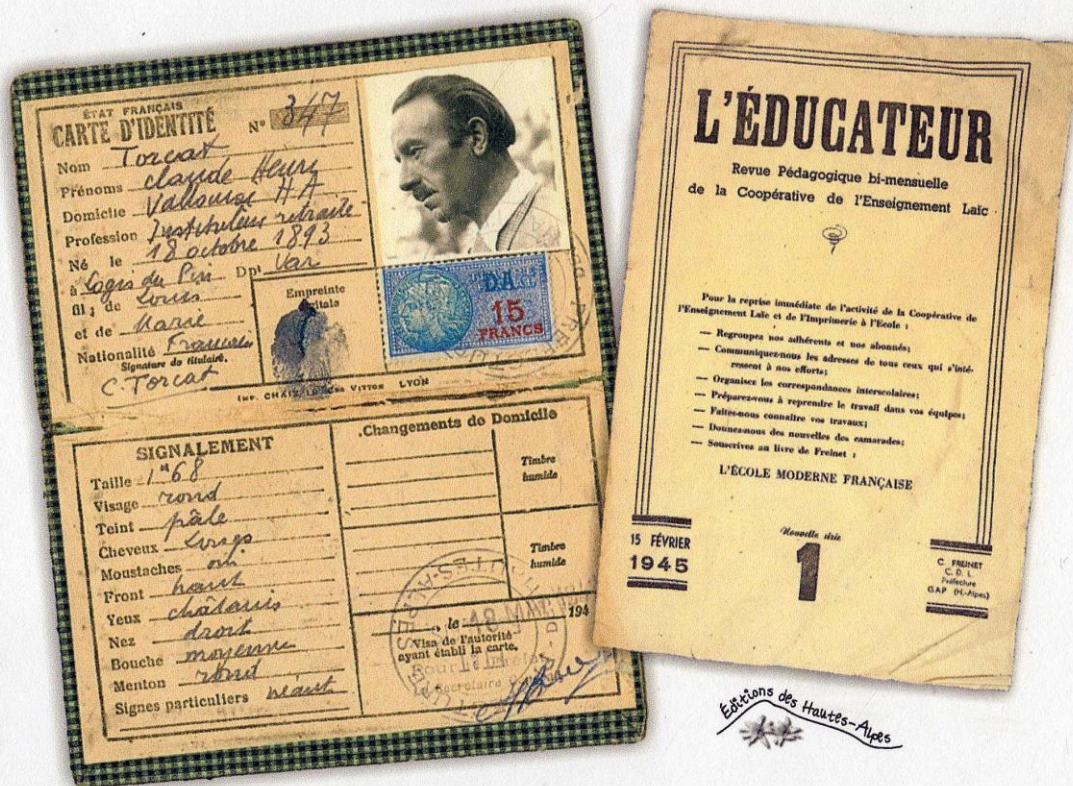 ÉTAT FRANÇAIS
CARTE D'IDENTITÉ Nº 347
Nom Torcat
Prénoms Claude Henri
Domicile Vallouise H A
Profession Instituteur retraité
Né le 18 octobre 1893
à Logis du Pin Dpt Var
fils de Louis
et de Marie
Nationalité Française
Signature du titulaire,
C. Torcat
Empreinte
digitale
D.A
15
FRANCS
LYON
SIGNALEMENT
Taille 1m68
Visage rond
Teint pâle
Cheveux Longs
Moustaches oui
Front haut
Yeux châtains
Nez droit
Bouche moyenne
Menton rond
Signes particuliers néant
Changements de Domicile
Timbre
humide
Timbre
humide
, le 194
Visa de l'autorité
ayant établi la carte,
L'ÉDUCATEUR
Revue Pédagogique bi-mensuelle
de la Coopérative de l'Enseignement Laïc
Pour la reprise immédiate de l'activité de la Coopérative de
l'Enseignement Laïc et de l'Imprimerie à l'Ecole :
— Regroupez nos adhérents et nos abonnés;
— Communiquez-nous les adresses de tous ceux qui s'inté-
ressent à nos efforts;
— Organisez les correspondances interscolaires;
— Préparez-vous à reprendre le travail dans vos équipes;
— Faites-nous connaître vos travaux;
— Donnez-nous des nouvelles des camarades;
— Souscrivez au livre de Freinet :
L'ÉCOLE MODERNE FRANÇAISE
15 FÉVRIER
1945
Nouvelle série
1
C. FREINET
C. D. L.
Préfecture
GAP (H.-Alpes)
Éditions des Hautes-Alpes